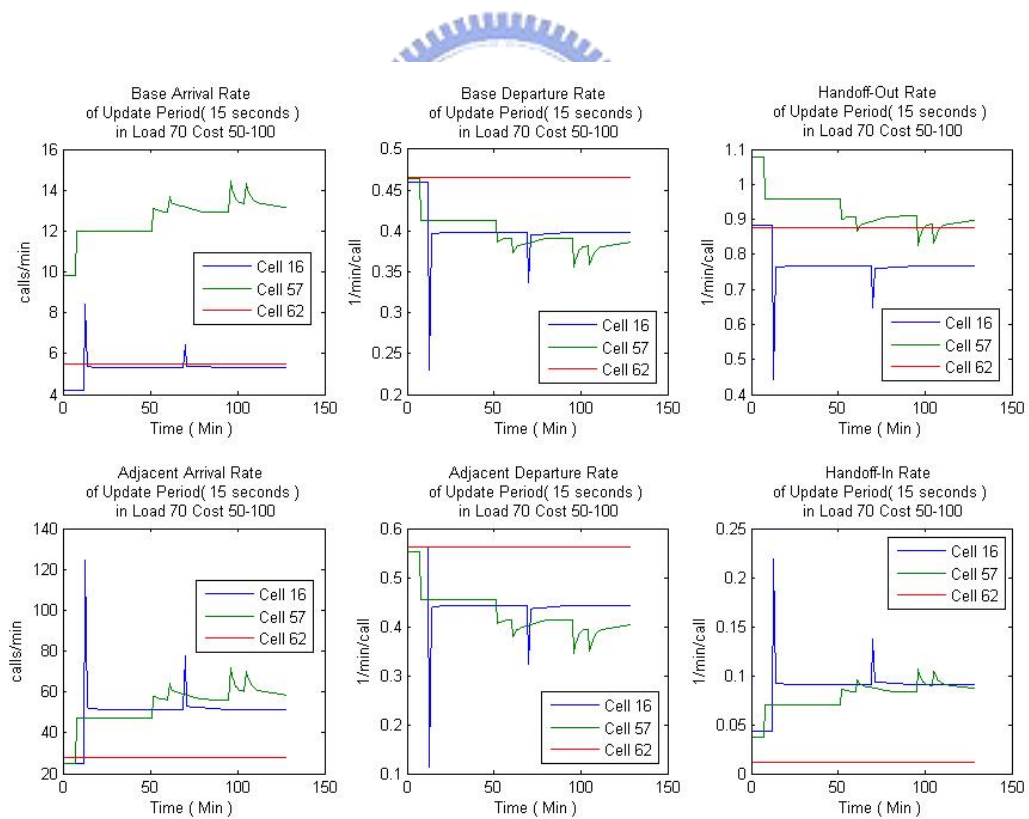 Base Arrival Rate
of Update Period( 15 seconds )
in Load 70 Cost 50-100
16
14
12
10
8
6
4
calls/min
0
50
100
150
Time ( Min )
Cell 16
Cell 57
Cell 62
Base Departure Rate
of Update Period( 15 seconds )
in Load 70 Cost 50-100
0.5
0.45
0.4
0.35
0.3
0.25
0.2
1/min/call
0
50
100
150
Time ( Min )
Cell 16
Cell 57
Cell 62
Handoff-Out Rate
of Update Period( 15 seconds )
in Load 70 Cost 50-100
1.1
1
0.9
0.8
0.7
0.6
0.5
0.4
1/min/call
0
50
100
150
Time ( Min )
Cell 16
Cell 57
Cell 62
Adjacent Arrival Rate
of Update Period( 15 seconds )
in Load 70 Cost 50-100
140
120
100
80
60
40
20
calls/min
0
50
100
150
Time ( Min )
Cell 16
Cell 57
Cell 62
Adjacent Departure Rate
of Update Period( 15 seconds )
in Load 70 Cost 50-100
0.6
0.5
0.4
0.3
0.2
0.1
1/min/call
0
50
100
150
Time ( Min )
Cell 16
Cell 57
Cell 62
Handoff-In Rate
of Update Period( 15 seconds )
in Load 70 Cost 50-100
0.25
0.2
0.15
0.1
0.05
0
1/min/call
0
50
100
150
Time ( Min )
Cell 16
Cell 57
Cell 62